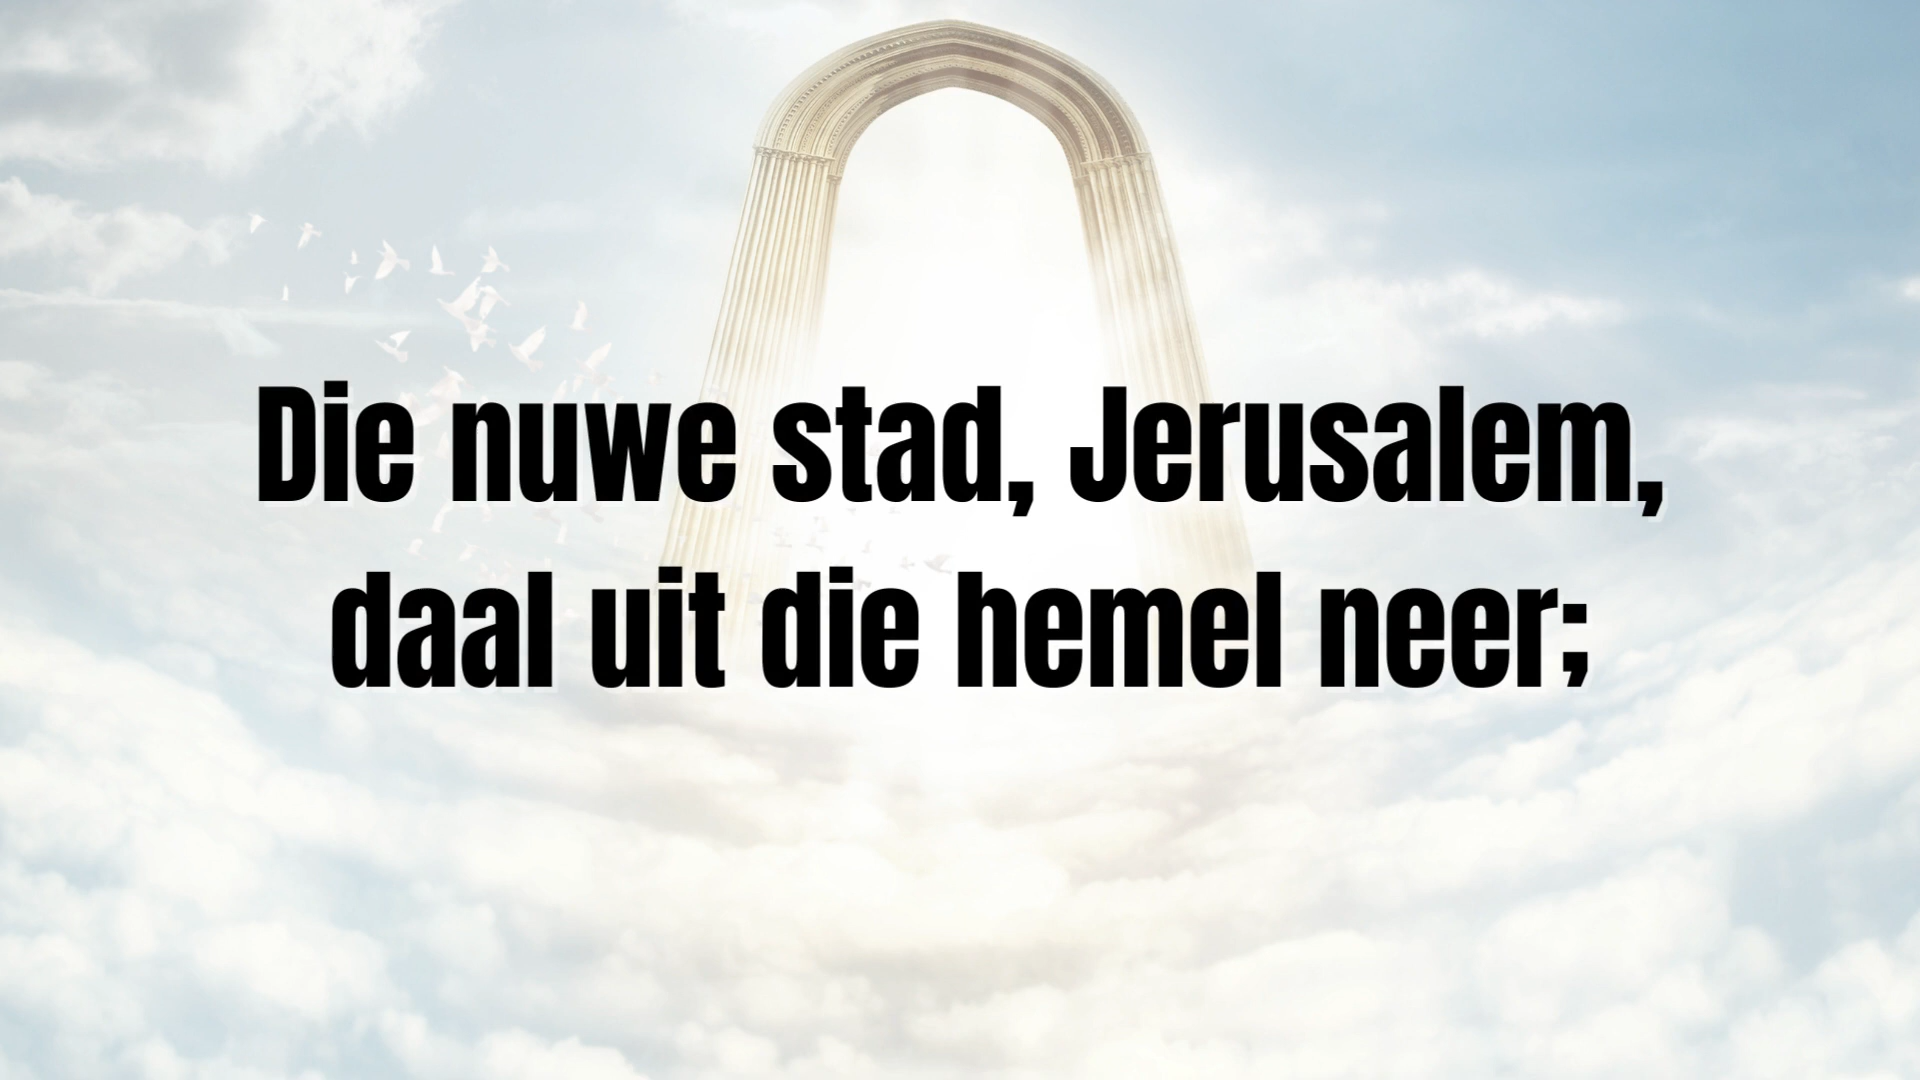 Die nuwe stad, Jerusalem,
daal uit die hemel neer;